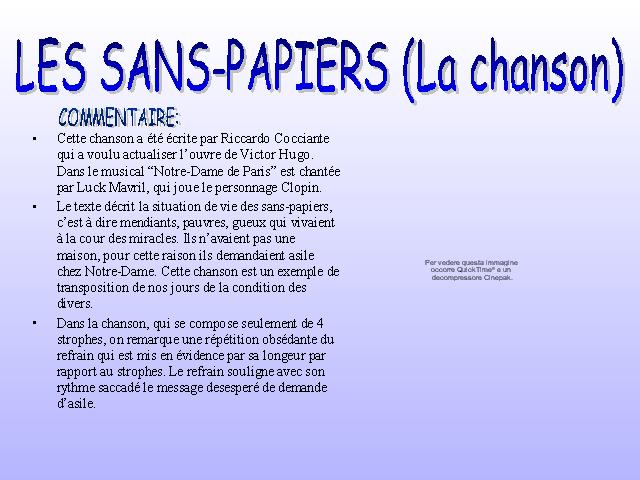 LES SANS-PAPIERS (La chanson)
COMMENTAIRE:
• Cette chanson a été écrite par Riccardo Cocciante
qui a voulu actualiser l’ouvre de Victor Hugo.
Dans le musical “Notre-Dame de Paris” est chantée
par Luck Mavril, qui joue le personnage Clopin.
• Le texte décrit la situation de vie des sans-papiers,
c’est à dire mendiants, pauvres, gueux qui vivaient
à la cour des miracles. Ils n’avaient pas une
maison, pour cette raison ils demandaient asile
chez Notre-Dame. Cette chanson est un exemple de
transposition de nos jours de la condition des
divers.
• Dans la chanson, qui se compose seulement de 4
strophes, on remarque une répétition obsédante du
refrain qui est mis en évidence par sa longeur par
rapport au strophes. Le refrain souligne avec son
rythme saccadé le message desesperé de demande
d’asile.
Per vedere questa immagine
occorre QuickTime® e un
decompressore Cinepak.